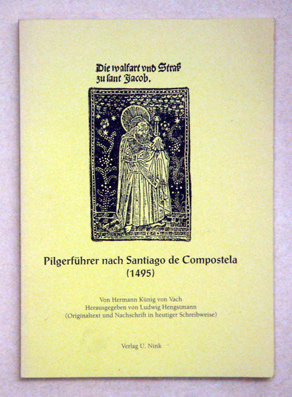 Die walfart vnd Straß
zu sant Jacob.
Pilgerführer nach Santiago de Compostela
(1495)
Von Hermann Künig von Vach
Herausgegeben von Ludwig Hengstmann
(Originaltext und Nachschrift in heutiger Schreibweise)
Verlag U. Nink